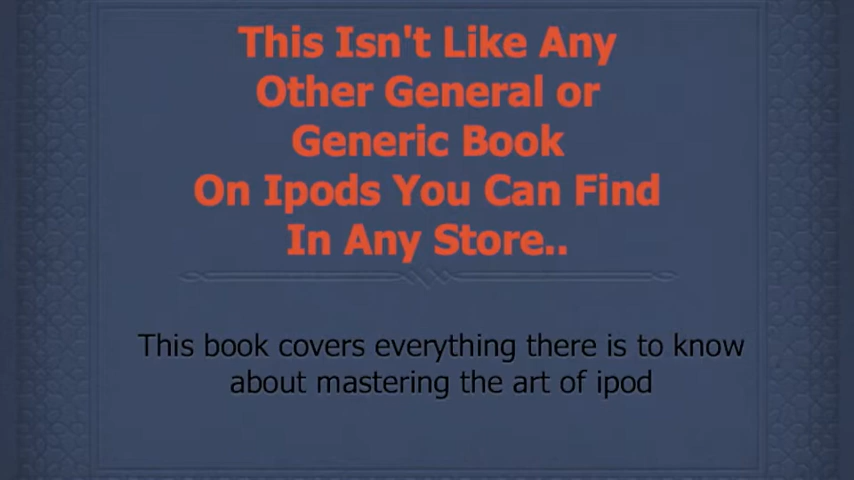 This Isn't Like Any
Other General or
Generic Book
On Ipods You Can Find
In Any Store..
This book covers everything there is to know
about mastering the art of ipod